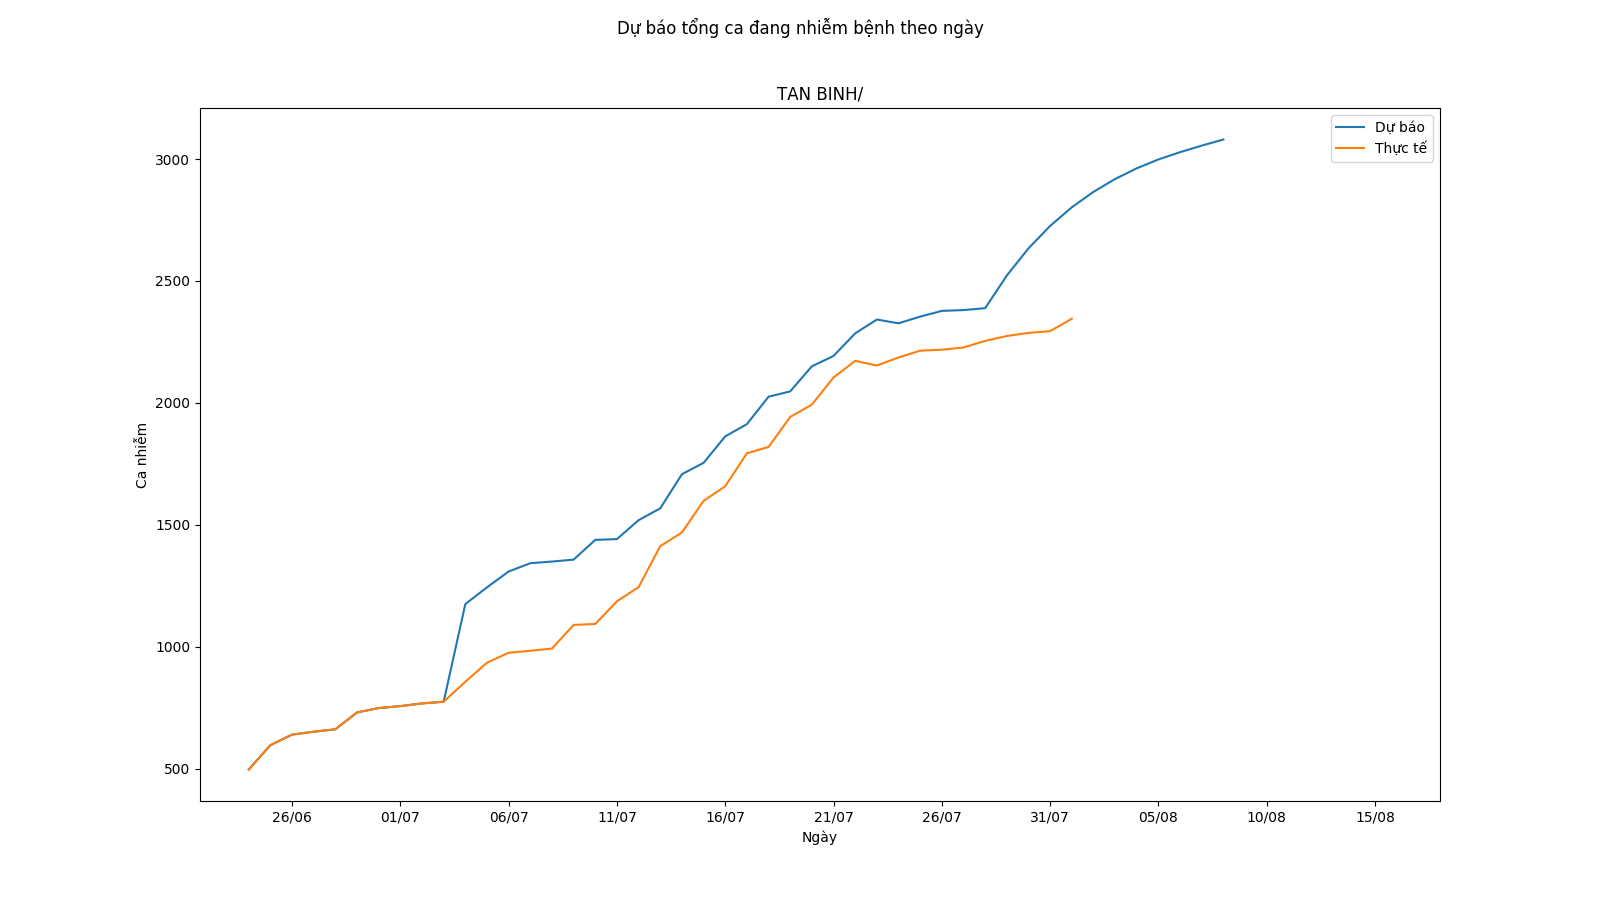 Dự báo tổng ca đang nhiễm bệnh theo ngày
TAN BINH/
Dự báo
Thực tế
3000
2500
2000
1500
1000
500
Ca nhiễm
26/06 01/07 06/07 11/07 16/07 21/07 26/07 31/07 05/08 10/08 15/08
Ngày